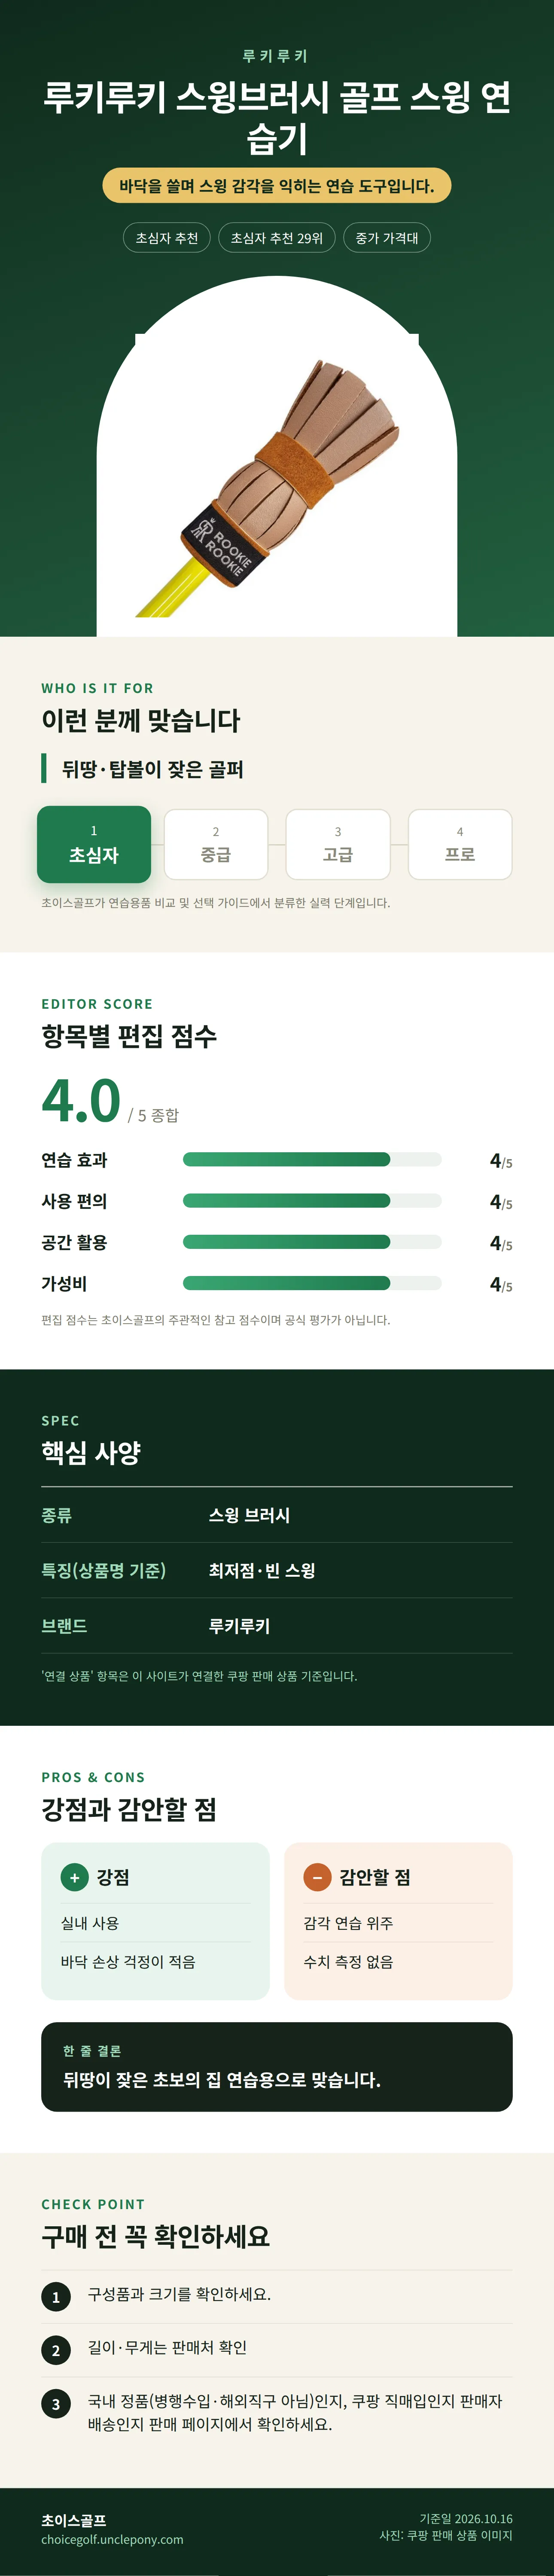 루키루키
루키루키 스윙브러시 골프 스윙 연
습기
바닥을 쓸며 스윙 감각을 익히는 연습 도구입니다.
초심자 추천
초심자 추천 29위
중가 가격대
ROOKIE
ROOKIE
WHO IS IT FOR
이런 분께 맞습니다
뒤땅·탑볼이 잦은 골퍼
1
초심자
2
중급
3
고급
4
프로
초이스골프가 연습용품 비교 및 선택 가이드에서 분류한 실력 단계입니다.
EDITOR SCORE
항목별 편집 점수
4.0 / 5 종합
연습 효과 4/5
사용 편의 4/5
공간 활용 4/5
가성비 4/5
편집 점수는 초이스골프의 주관적인 참고 점수이며 공식 평가가 아닙니다.
SPEC
핵심 사양
종류 스윙 브러시
특징(상품명 기준) 최저점·빈 스윙
브랜드 루키루키
'연결 상품' 항목은 이 사이트가 연결한 쿠팡 판매 상품 기준입니다.
PROS & CONS
강점과 감안할 점
+ 강점
실내 사용
바닥 손상 걱정이 적음
− 감안할 점
감각 연습 위주
수치 측정 없음
한 줄 결론
뒤땅이 잦은 초보의 집 연습용으로 맞습니다.
CHECK POINT
구매 전 꼭 확인하세요
1 구성품과 크기를 확인하세요.
2 길이·무게는 판매처 확인
3 국내 정품(병행수입·해외직구 아님)인지, 쿠팡 직매입인지 판매자
배송인지 판매 페이지에서 확인하세요.
초이스골프
choicegolf.unclepony.com
기준일 2026.10.16
사진: 쿠팡 판매 상품 이미지